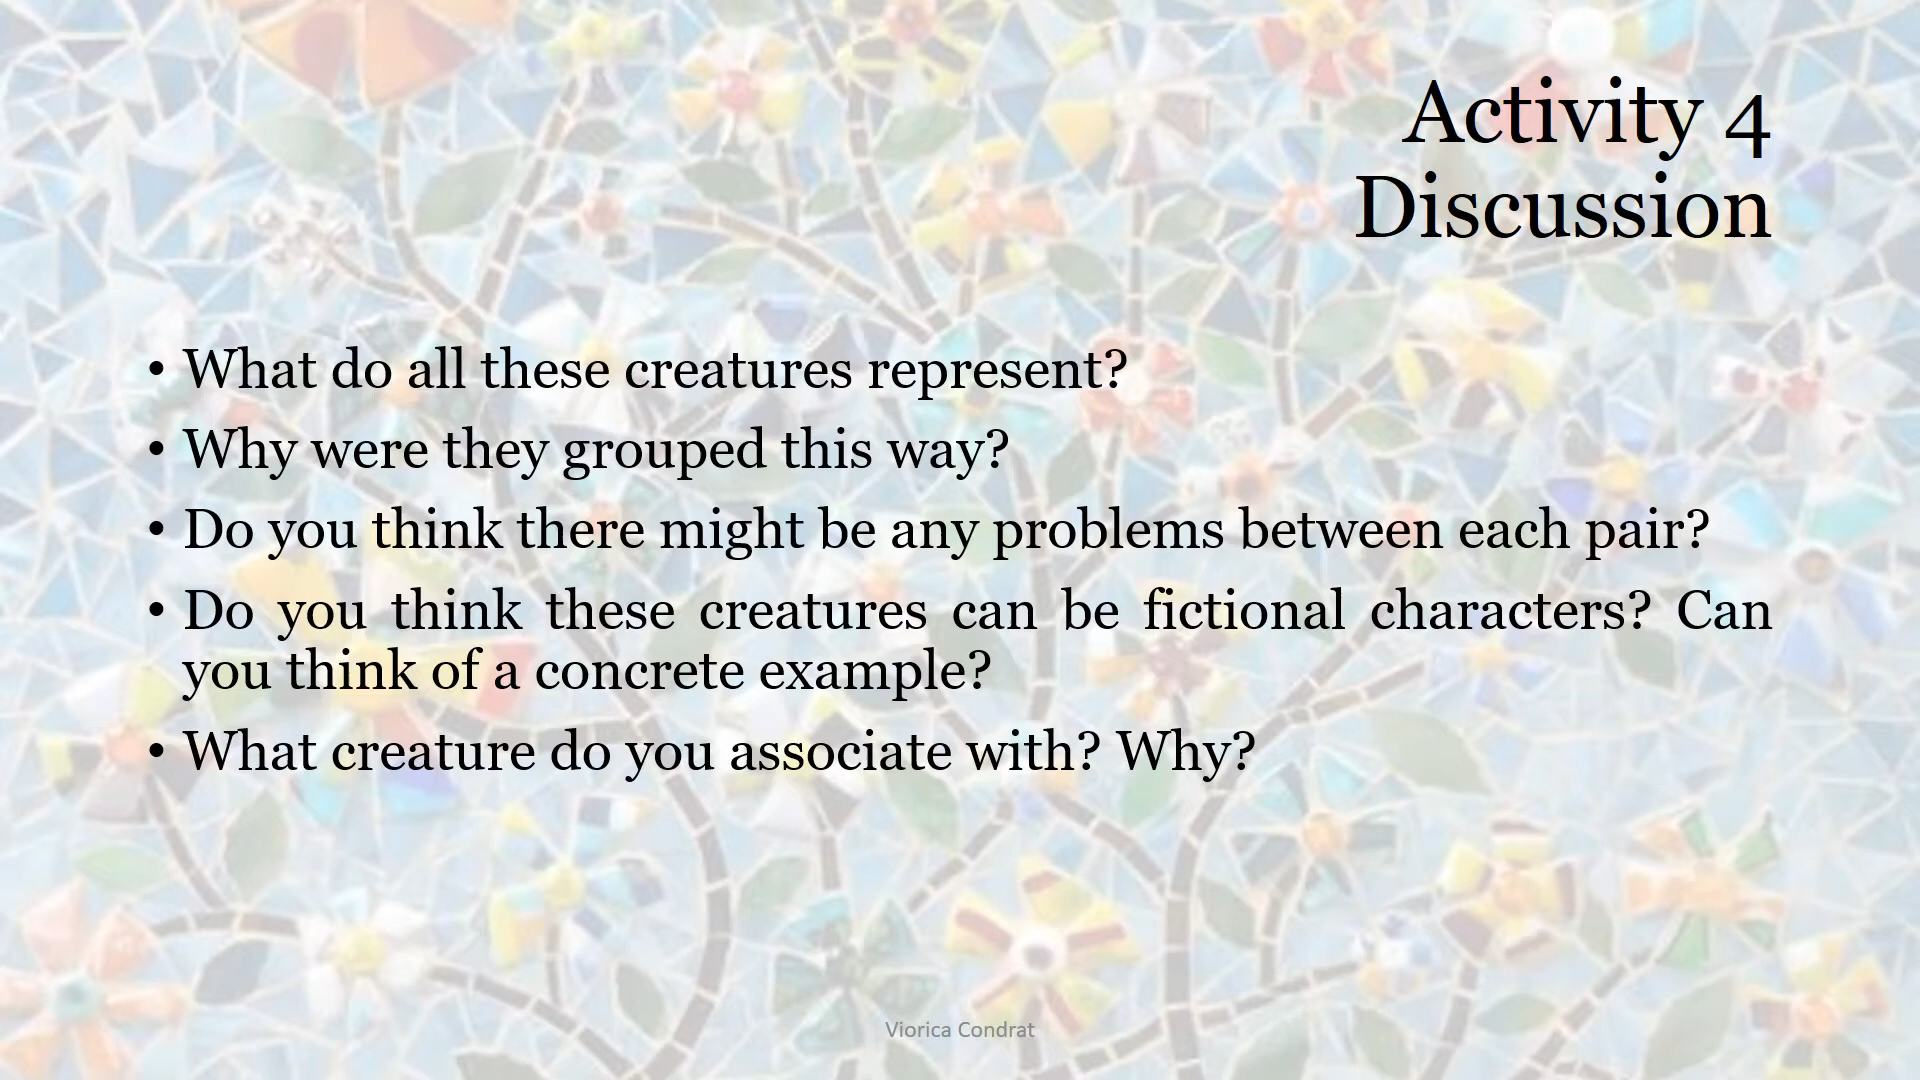 Activity 4
Discussion
• What do all these creatures represent?
• Why were they grouped this way?
• Do you think there might be any problems between each pair?
• Do you think these creatures can be fictional characters? Can
you think of a concrete example?
• What creature do you associate with? Why?
Viorica Condrat